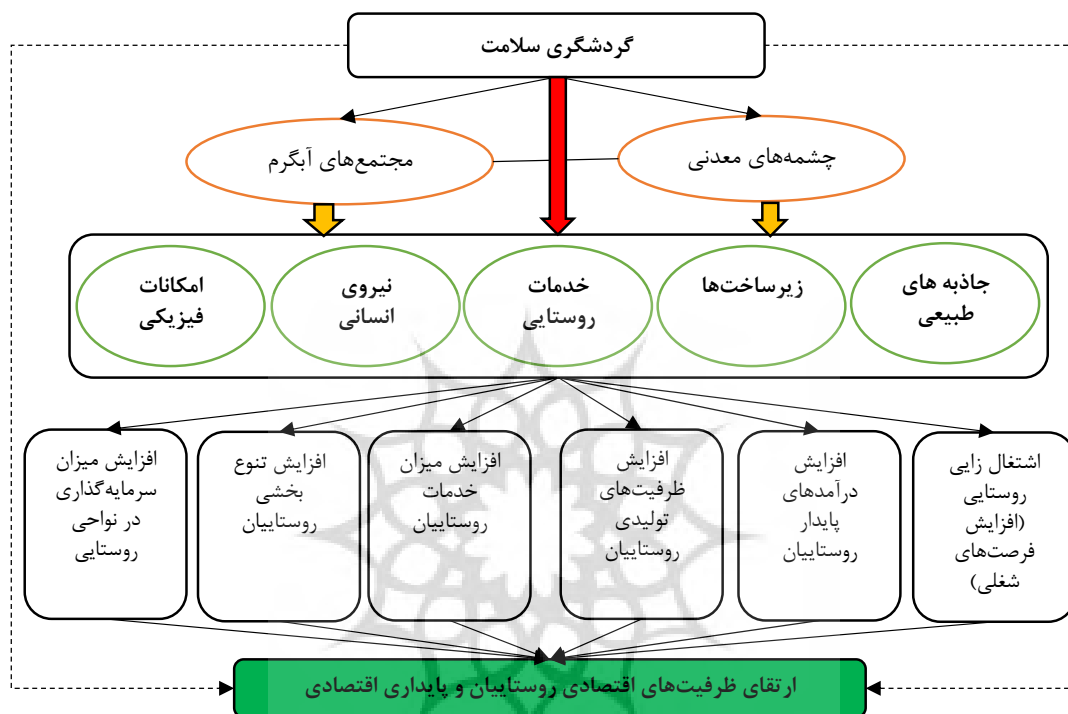 گردشگری سلامت
چشمه‌های معدنی
مجتمع‌های آبگرم
جاذبه های
طبیعی
زیرساخت‌ها
خدمات
روستایی
نیروی
انسانی
امکانات
فیزیکی
اشتغال زایی
روستایی
(افزایش
فرصت‌های
شغلی)
افزایش
درآمدهای
پایدار
روستاییان
افزایش
ظرفیت‌های
تولیدی
روستاییان
افزایش میزان
خدمات
روستاییان
افزایش تنوع
بخشی
روستاییان
افزایش میزان
سرمایه‌گذاری
در نواحی
روستایی
ارتقای ظرفیت‌های اقتصادی روستاییان و پایداری اقتصادی